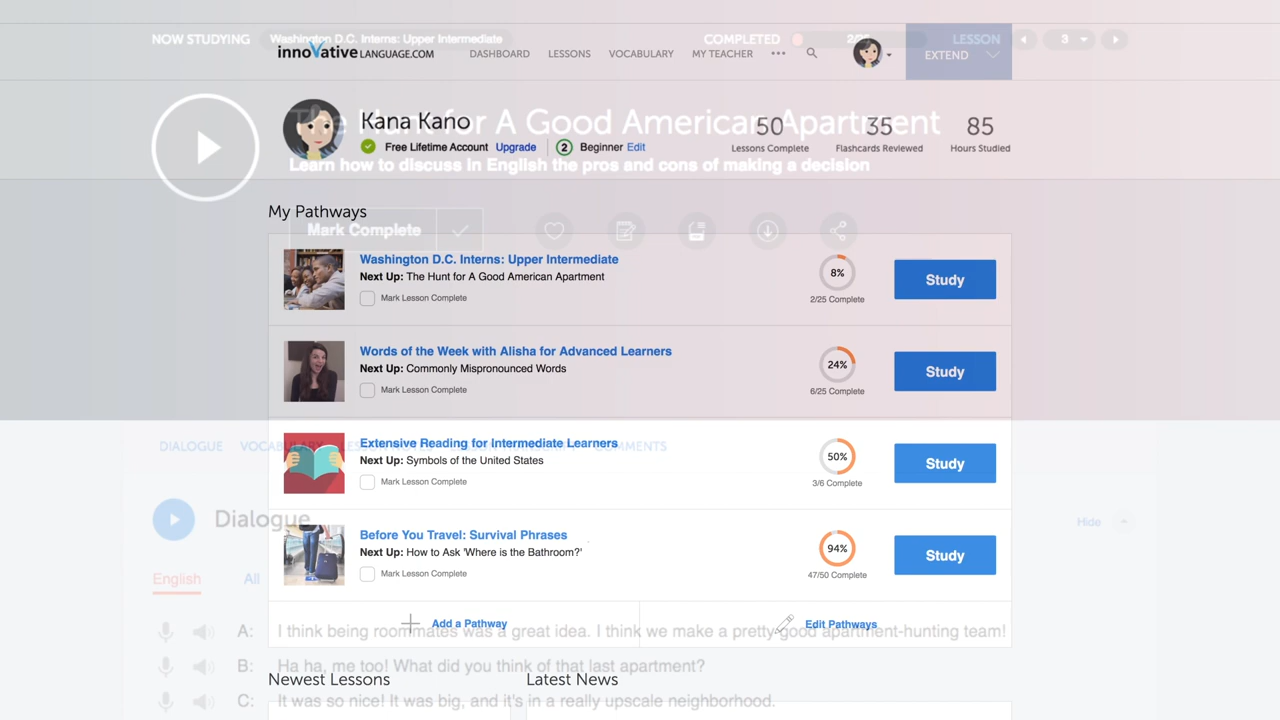 NOW STUDYING Washington D.C. Interns: Upper Intermediate COMPLETED 2/25 LESSON 3
innoVative LANGUAGE.COM DASHBOARD LESSONS VOCABULARY MY TEACHER EXTEND
The Hunt for A Good American Apartment
Learn how to discuss in English the pros and cons of making a decision
Kana Kano
Free Lifetime Account Upgrade 2 Beginner Edit
50 35 85
Lessons Complete Flashcards Reviewed Hours Studied
My Pathways
Mark Complete
Washington D.C. Interns: Upper Intermediate
Next Up: The Hunt for A Good American Apartment
Mark Lesson Complete
8%
2/25 Complete
Study
Words of the Week with Alisha for Advanced Learners
Next Up: Commonly Mispronounced Words
Mark Lesson Complete
24%
6/25 Complete
Study
DIALOGUE VOCABULARY LESSON NOTES COMMENTS
Extensive Reading for Intermediate Learners
Next Up: Symbols of the United States
Mark Lesson Complete
50%
3/6 Complete
Study
Dialogue Hide
Before You Travel: Survival Phrases
Next Up: How to Ask 'Where is the Bathroom?'
Mark Lesson Complete
94%
47/50 Complete
Study
English All
Add a Pathway Edit Pathways
A: I think being roommates was a great idea. I think we make a pretty good apartment-hunting team!
B: Ha ha, me too! What did you think of that last apartment?
Newest Lessons Latest News
C: It was so nice! It was big, and it's in a really upscale neighborhood.